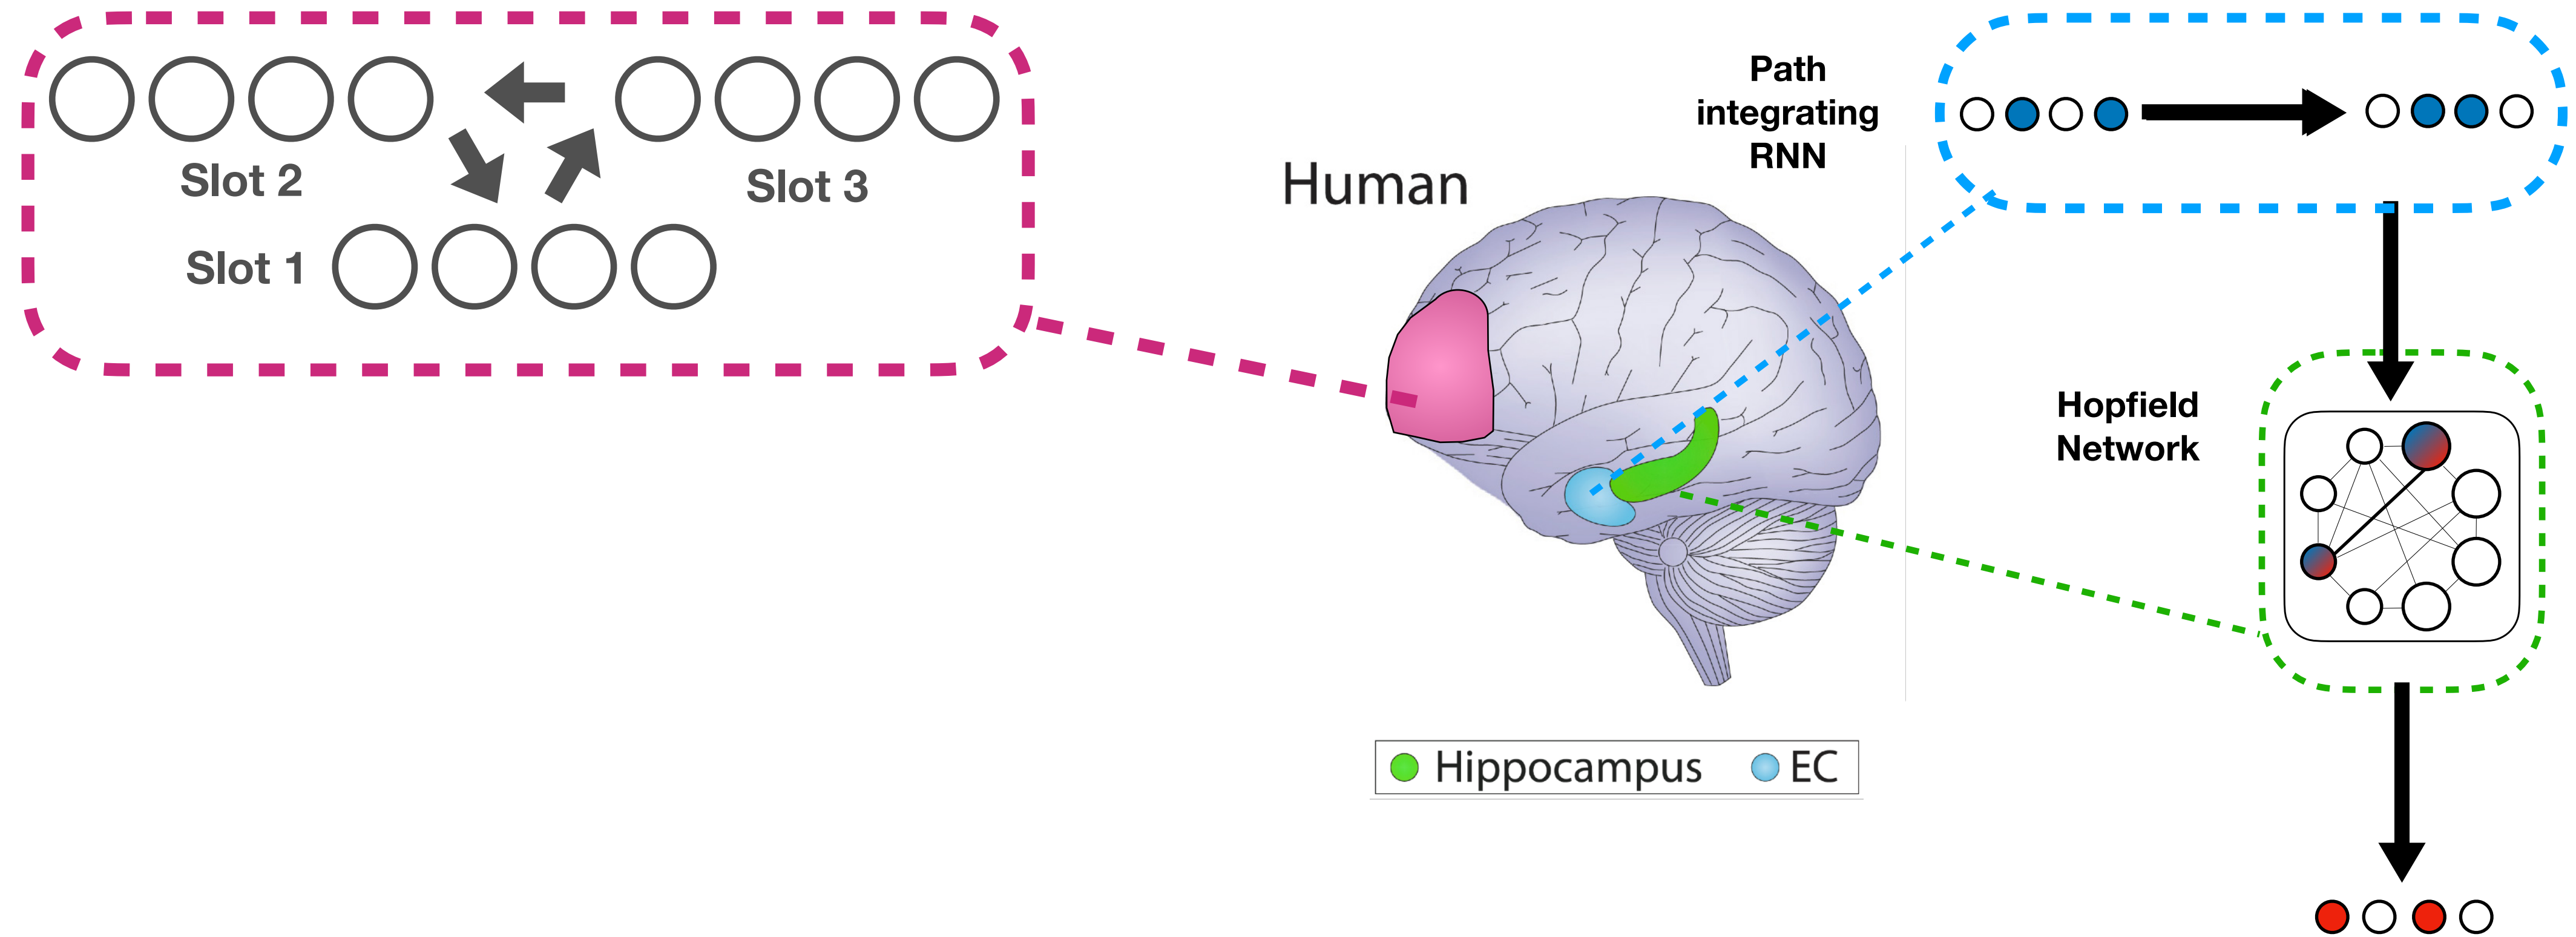 Slot 2
Slot 3
Slot 1
Human
Path
integrating
RNN
Hopfield
Network
Hippocampus
EC